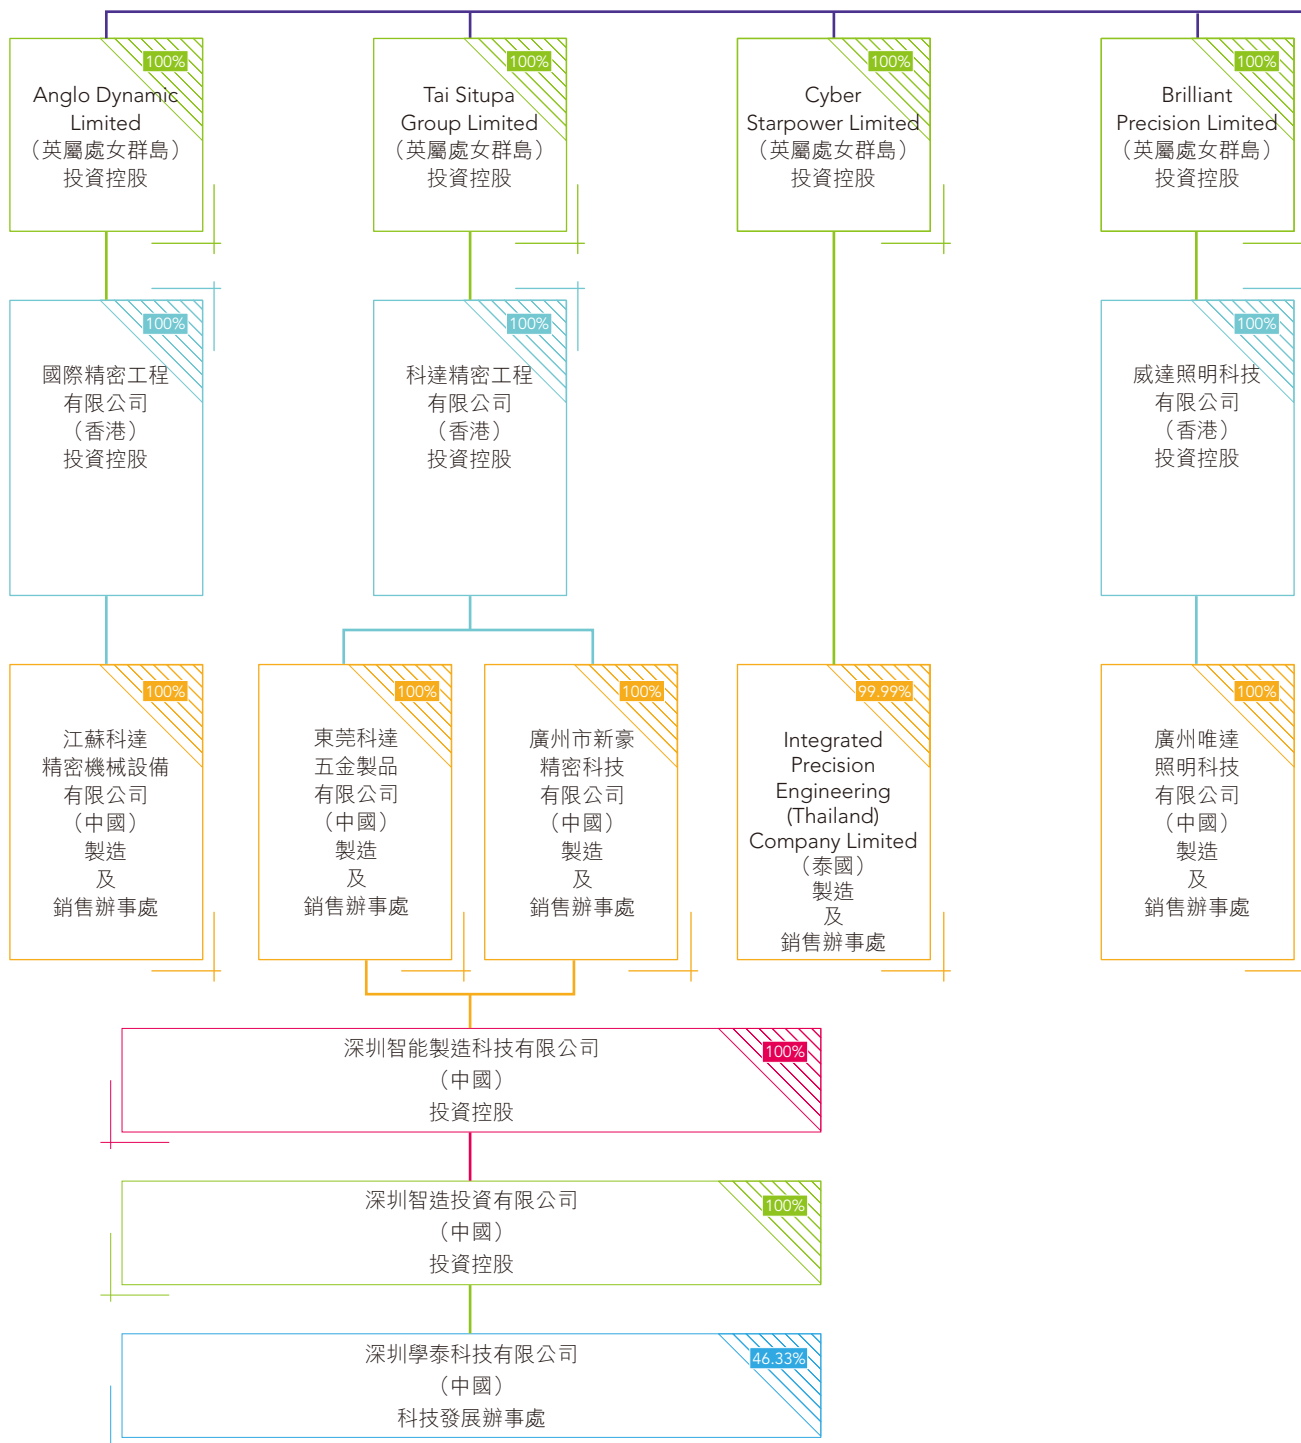 100%
Anglo Dynamic
Limited
（英屬處女群島）
投資控股
100%
Tai Situpa
Group Limited
（英屬處女群島）
投資控股
100%
Cyber
Starpower Limited
（英屬處女群島）
投資控股
100%
Brilliant
Precision Limited
（英屬處女群島）
投資控股
100%
國際精密工程
有限公司
（香港）
投資控股
100%
科達精密工程
有限公司
（香港）
投資控股
100%
威達照明科技
有限公司
（香港）
投資控股
100%
江蘇科達
精密機械設備
有限公司
（中國）
製造
及
銷售辦事處
100%
東莞科達
五金製品
有限公司
（中國）
製造
及
銷售辦事處
100%
廣州市新豪
精密科技
有限公司
（中國）
製造
及
銷售辦事處
99.99%
Integrated
Precision
Engineering
(Thailand)
Company Limited
（泰國）
製造
及
銷售辦事處
100%
廣州唯達
照明科技
有限公司
（中國）
製造
及
銷售辦事處
深圳智能製造科技有限公司
（中國）
投資控股
100%
深圳智造投資有限公司
（中國）
投資控股
100%
深圳學泰科技有限公司
（中國）
科技發展辦事處
46.33%